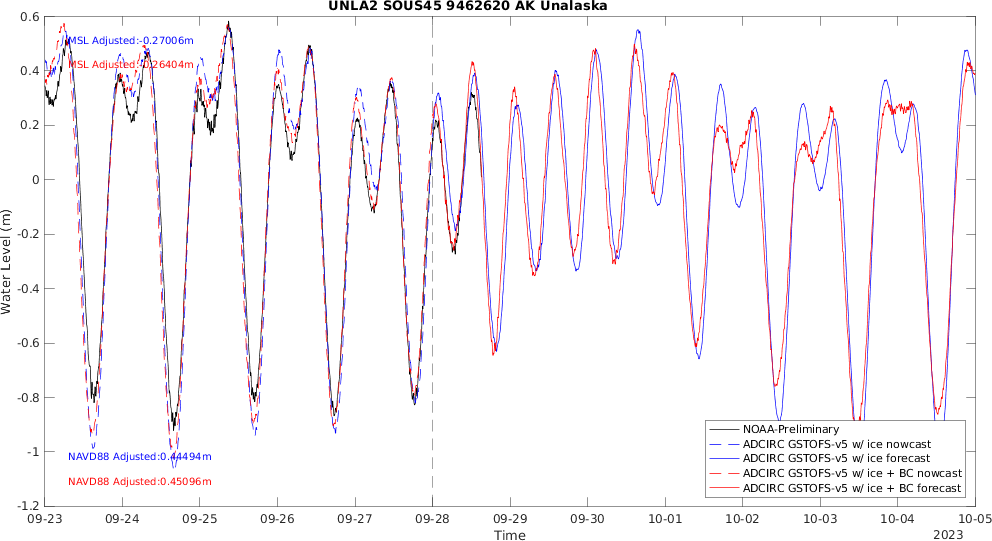 UNLA2 SOUS45 9462620 AK Unalaska
0.6
0.4
0.2
0
-0.2
-0.4
-0.6
-0.8
-1
-1.2
Water Level (m)
MSL Adjusted:-0.27006m
MSL Adjusted:-0.26404m
NAVD88 Adjusted:0.44494m
NAVD88 Adjusted:0.45096m
NOAA-Preliminary
ADCIRC GSTOFS-v5 w/ ice nowcast
ADCIRC GSTOFS-v5 w/ ice forecast
ADCIRC GSTOFS-v5 w/ ice + BC nowcast
ADCIRC GSTOFS-v5 w/ ice + BC forecast
09-23 09-24 09-25 09-26 09-27 09-28 09-29 09-30 10-01 10-02 10-03 10-04 10-05
Time
2023